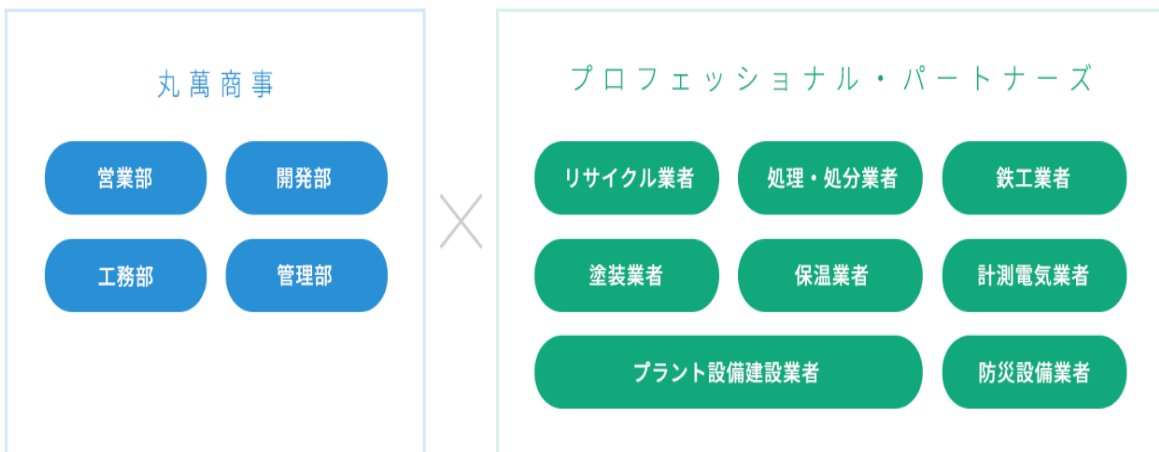 丸萬商事
営業部
開発部
工務部
管理部
プロフェッショナル・パートナーズ
リサイクル業者
処理・処分業者
鉄工業者
塗装業者
保温業者
計測電気業者
プラント設備建設業者
防災設備業者